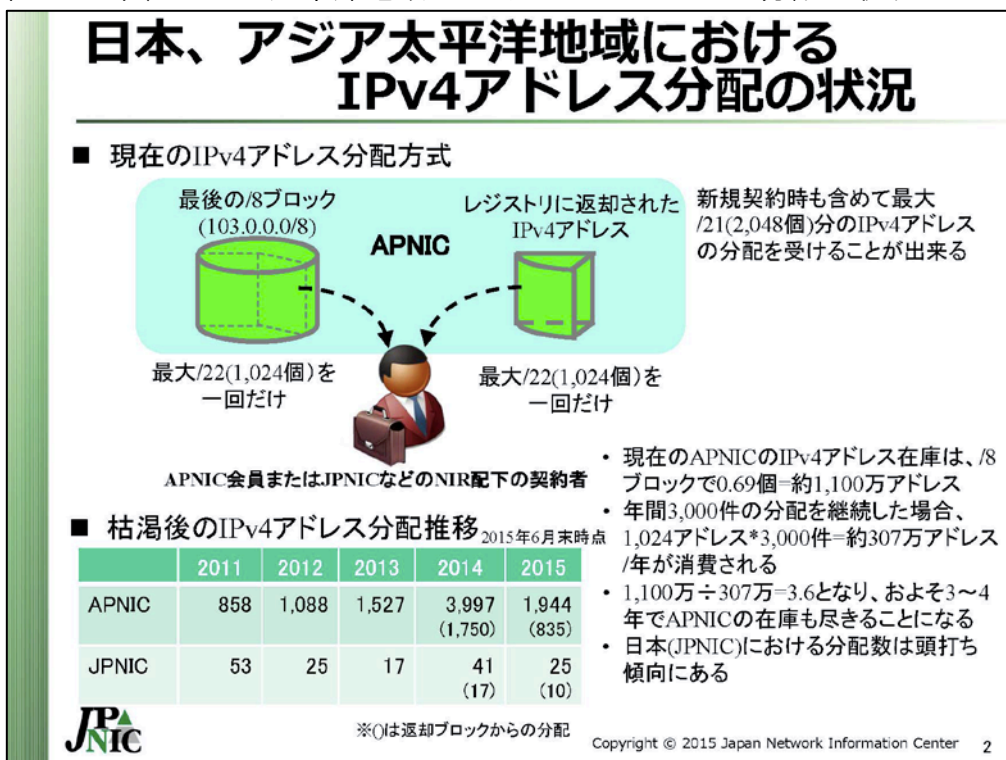 日本、アジア太平洋地域における
IPv4アドレス分配の状況
■ 現在のIPv4アドレス分配方式
最後の/8ブロック
(103.0.0.0/8)
APNIC
レジストリに返却された
IPv4アドレス
新規契約時も含めて最大
/21(2,048個)分のIPv4アドレス
の分配を受けることが出来る
最大/22(1,024個)を
一回だけ
最大/22(1,024個)を
一回だけ
APNIC会員またはJPNICなどのNIR配下の契約者
■ 枯渇後のIPv4アドレス分配推移 2015年6月末時点
2011 2012 2013 2014 2015
APNIC 858 1,088 1,527 3,997 1,944
(1,750) (835)
JPNIC 53 25 17 41 25
(17) (10)
※()は返却ブロックからの分配
・ 現在のAPNICのIPv4アドレス在庫は、/8
ブロックで0.69個=約1,100万アドレス
・ 年間3,000件の分配を継続した場合、
1,024アドレス*3,000件=約307万アドレス
/年が消費される
・ 1,100万÷307万=3.6となり、およそ3～4
年でAPNICの在庫も尽きることになる
・ 日本(JPNIC)における分配数は頭打ち
傾向にある
JPNIC
Copyright © 2015 Japan Network Information Center 2